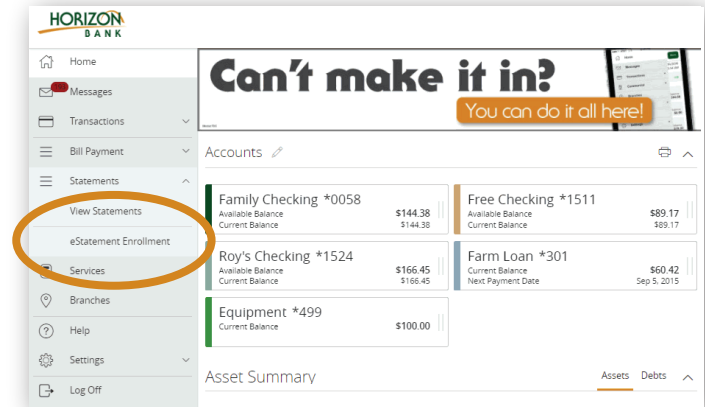 HORIZON
BANK
Home
Messages
Transactions
Bill Payment
Statements
View Statements
eStatement Enrollment
Services
Branches
Help
Settings
Log Off
Can't make it in?
You can do it all here!
Accounts
Family Checking *0058
Available Balance $144.38
Current Balance $144.38
Free Checking *1511
Available Balance $89.17
Current Balance $89.17
Roy's Checking *1524
Available Balance $166.45
Current Balance $166.45
Farm Loan *301
Current Balance $60.42
Next Payment Date Sep 5, 2015
Equipment *499
Current Balance $100.00
Asset Summary
Assets Debts